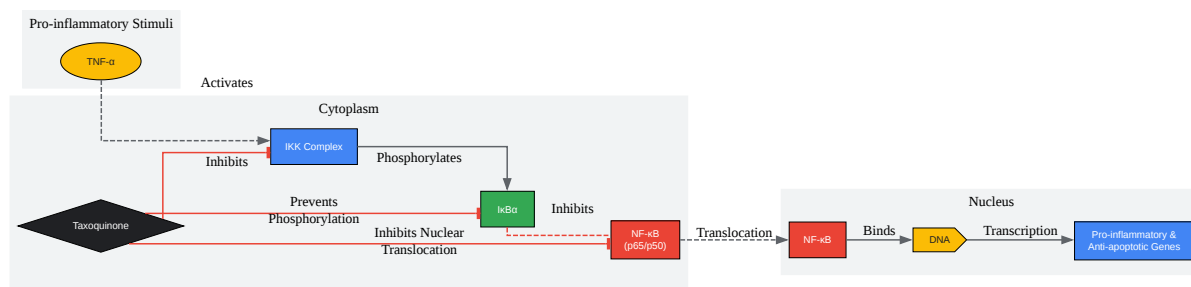 Pro-inflammatory Stimuli
TNF-α
Activates
Cytoplasm
IKK Complex
Inhibits
Phosphorylates
Taxoquinone
Prevents
Phosphorylation
IκBα
Inhibits
Inhibits Nuclear
Translocation
NF-κB
(p65/p50)
Translocation
Nucleus
NF-κB
Binds
DNA
Transcription
Pro-inflammatory &
Anti-apoptotic Genes